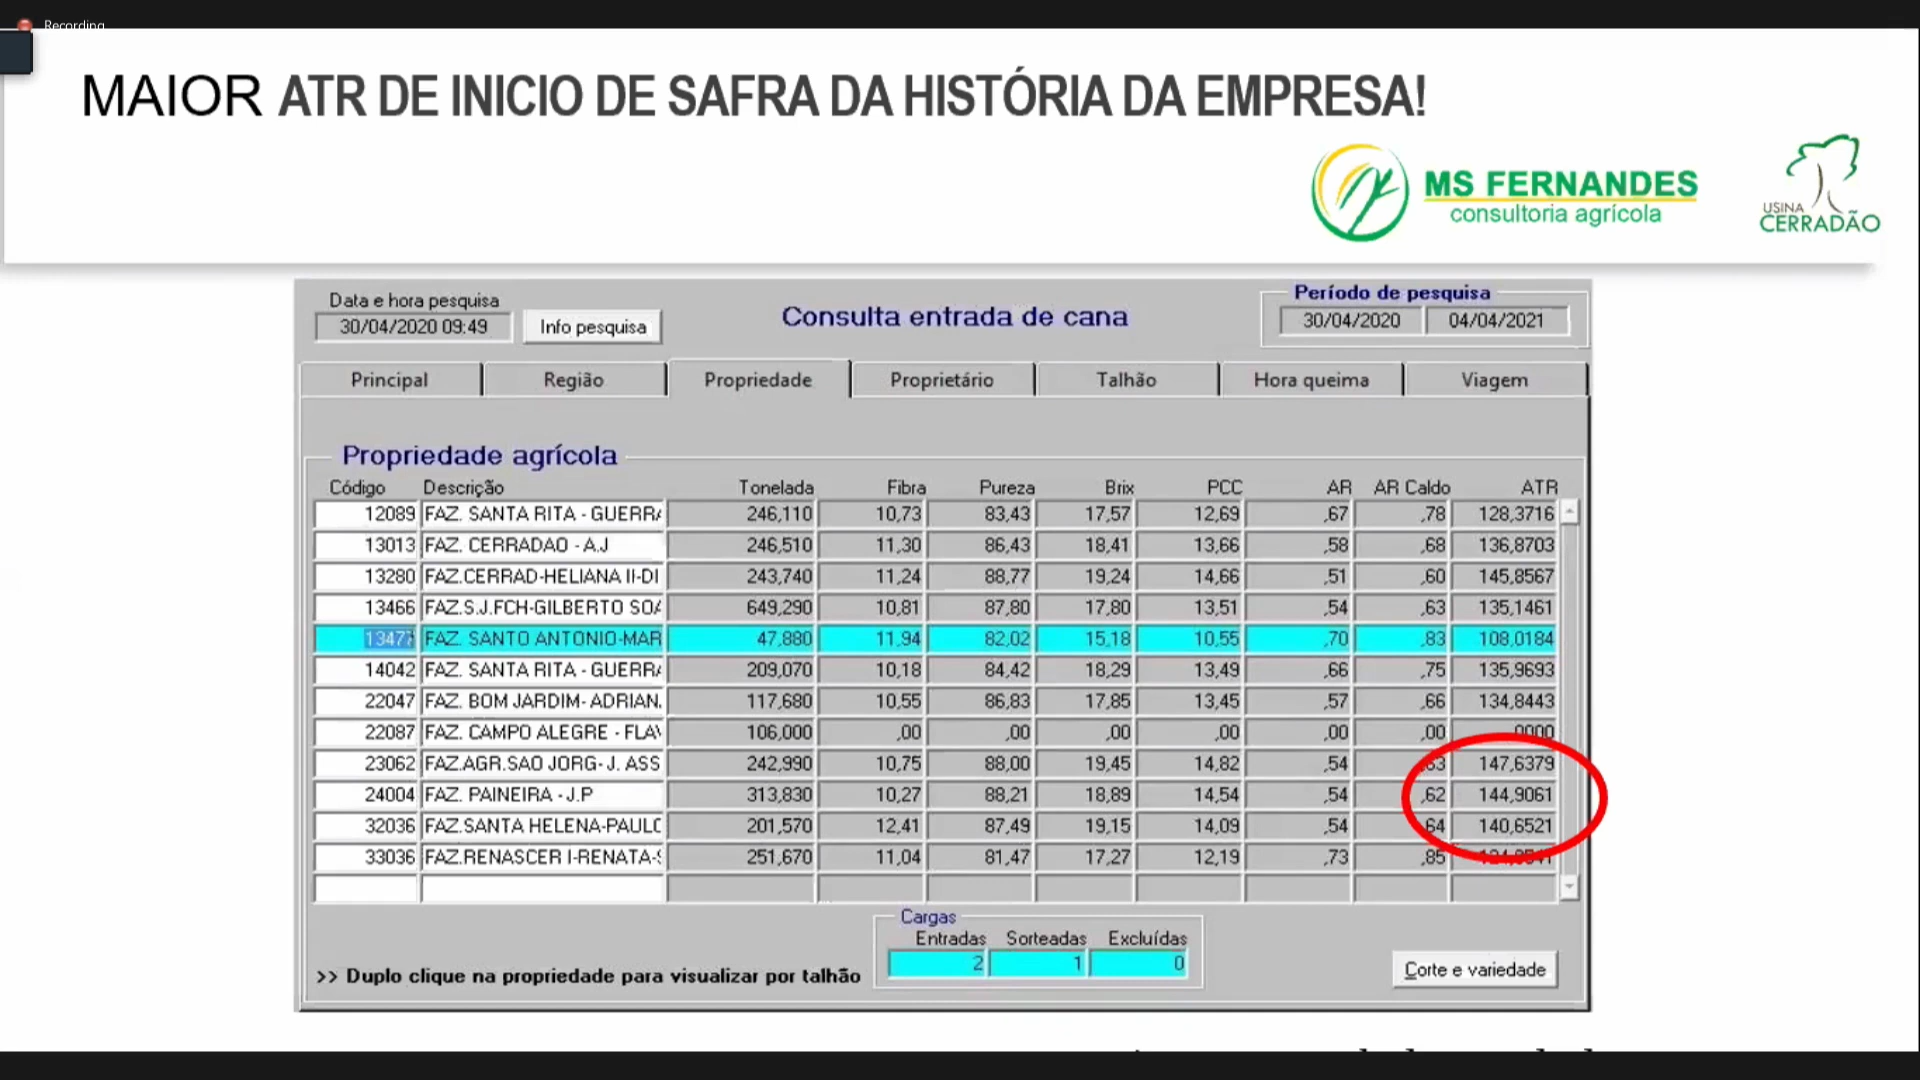 Recording
MAIOR ATR DE INICIO DE SAFRA DA HISTÓRIA DA EMPRESA!
MS FERNANDES
consultoria agrícola
USINA
CERRADÃO
Data e hora pesquisa
30/04/2020 09:49 Info pesquisa
Consulta entrada de cana
Período de pesquisa
30/04/2020 04/04/2021
Principal Região Propriedade Proprietário Talhão Hora queima Viagem
Propriedade agrícola
Código Descrição Tonelada Fibra Pureza Brix PCC AR AR Caldo ATR
12089 FAZ. SANTA RITA - GUERRA 246,110 10,73 83,43 17,57 12,69 ,67 ,78 128,3716
13013 FAZ. CERRADAO - A.J 246,510 11,30 86,43 18,41 13,66 ,58 ,68 136,8703
13280 FAZ.CERRAD-HELIANA II-DI 243,740 11,24 88,77 19,24 14,66 ,51 ,60 145,8567
13466 FAZ.S.J.FCH-GILBERTO SOA 649,290 10,81 87,80 17,80 13,51 ,54 ,63 135,1461
13477 FAZ. SANTO ANTONIO-MAR 47,880 11,94 82,02 15,18 10,55 ,70 ,83 108,0184
14042 FAZ. SANTA RITA - GUERRA 209,070 10,18 84,42 18,29 13,49 ,66 ,75 135,9693
22047 FAZ. BOM JARDIM- ADRIAN. 117,680 10,55 86,83 17,85 13,45 ,57 ,66 134,8443
22087 FAZ. CAMPO ALEGRE - FLAV 106,000 ,00 ,00 ,00 ,00 ,00 ,00 ,0000
23062 FAZ.AGR.SAO JORG- J. ASS 242,990 10,75 88,00 19,45 14,82 ,54 ,63 147,6379
24004 FAZ. PAINEIRA - J.P 313,830 10,27 88,21 18,89 14,54 ,54 ,62 144,9061
32036 FAZ.SANTA HELENA-PAULO 201,570 12,41 87,49 19,15 14,09 ,54 ,64 140,6521
33036 FAZ.RENASCER I-RENATA-S 251,670 11,04 81,47 17,27 12,19 ,73 ,85
Cargas
Entradas Sorteadas Excluídas
2 1 0
>> Duplo clique na propriedade para visualizar por talhão
Corte e variedade